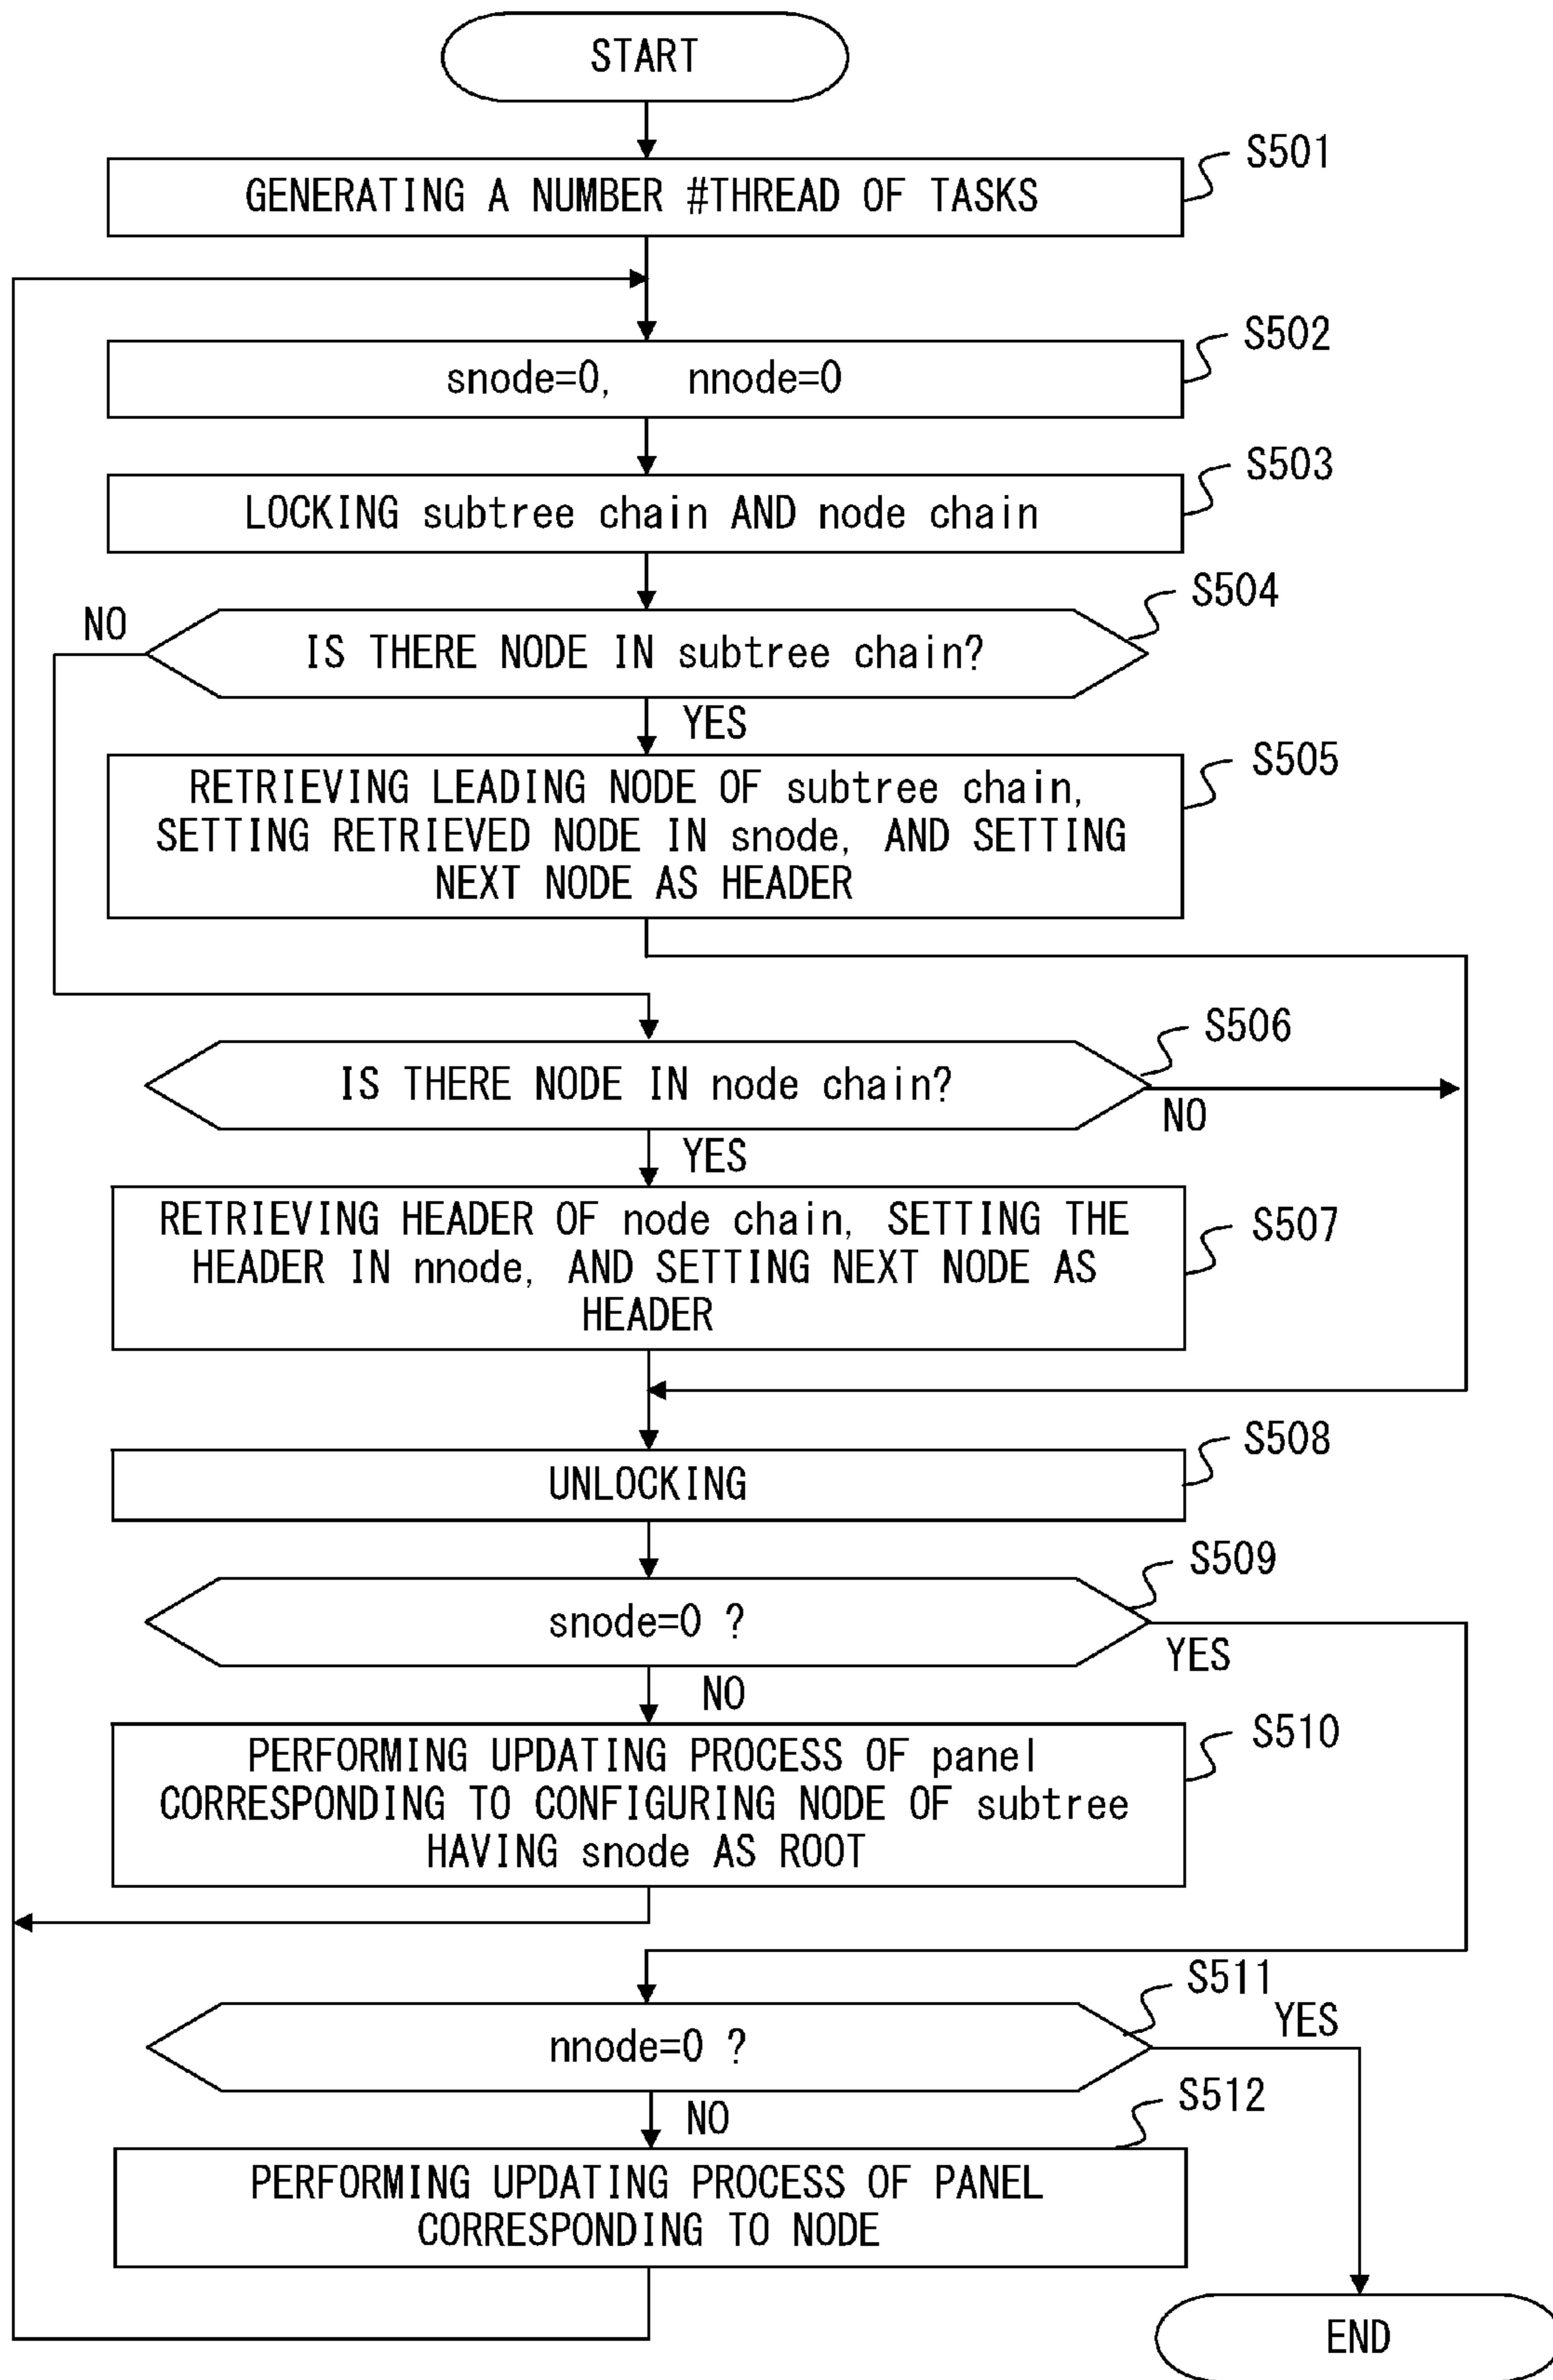 START
S501
GENERATING A NUMBER #THREAD OF TASKS
S502
snode=0,    nnode=0
S503
LOCKING subtree chain AND node chain
S504
NO
IS THERE NODE IN subtree chain?
YES
S505
RETRIEVING LEADING NODE OF subtree chain,
SETTING RETRIEVED NODE IN snode, AND SETTING
NEXT NODE AS HEADER
S506
IS THERE NODE IN node chain?
NO
YES
S507
RETRIEVING HEADER OF node chain, SETTING THE
HEADER IN nnode, AND SETTING NEXT NODE AS
HEADER
S508
UNLOCKING
S509
snode=0 ?
YES
NO
S510
PERFORMING UPDATING PROCESS OF panel
CORRESPONDING TO CONFIGURING NODE OF subtree
HAVING snode AS ROOT
S511
YES
nnode=0 ?
S512
NO
PERFORMING UPDATING PROCESS OF PANEL
CORRESPONDING TO NODE
END